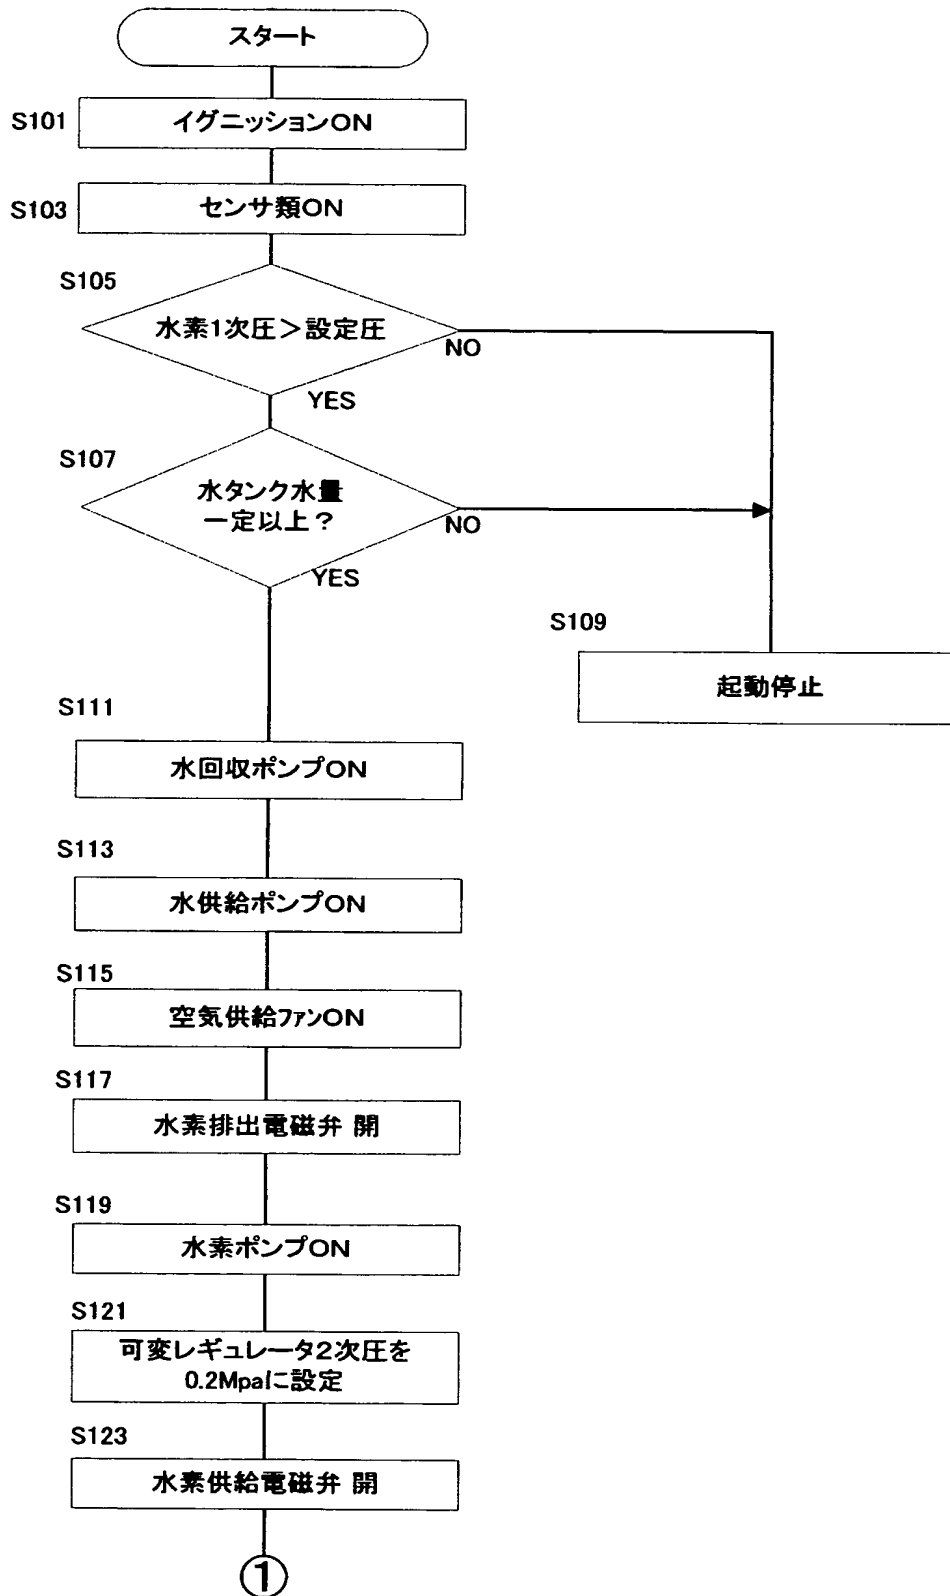 スタート
S101
イグニッションON
S103
センサ類ON
S105
水素1次圧＞設定圧
NO
YES
S107
水タンク水量
一定以上？
NO
YES
S109
起動停止
S111
水回収ポンプON
S113
水供給ポンプON
S115
空気供給ファンON
S117
水素排出電磁弁 開
S119
水素ポンプON
S121
可変レギュレータ2次圧を
0.2Mpaに設定
S123
水素供給電磁弁 開
①